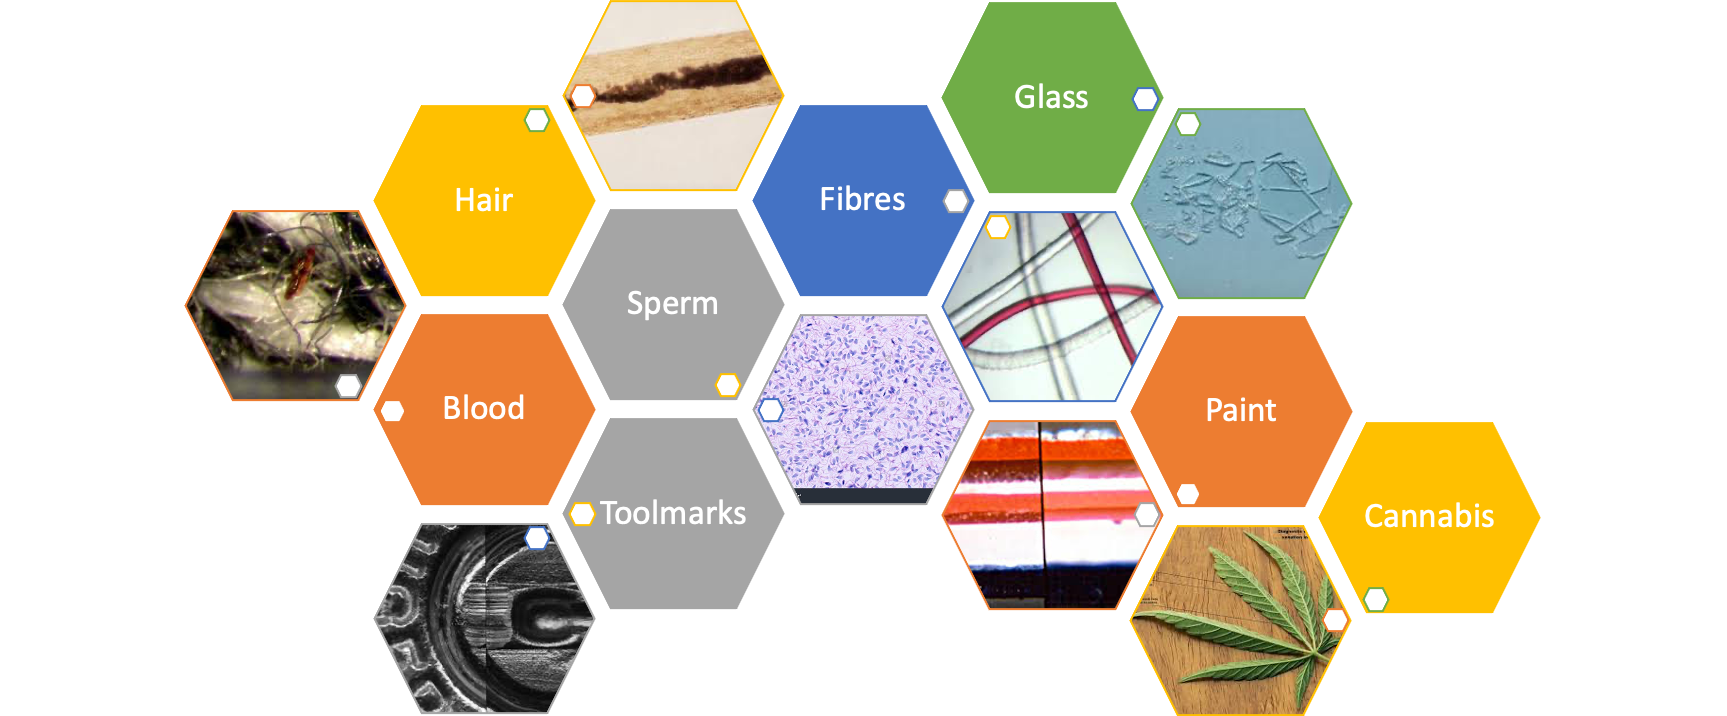 Glass
Hair
Fibres
Sperm
Blood
Paint
Toolmarks
Cannabis